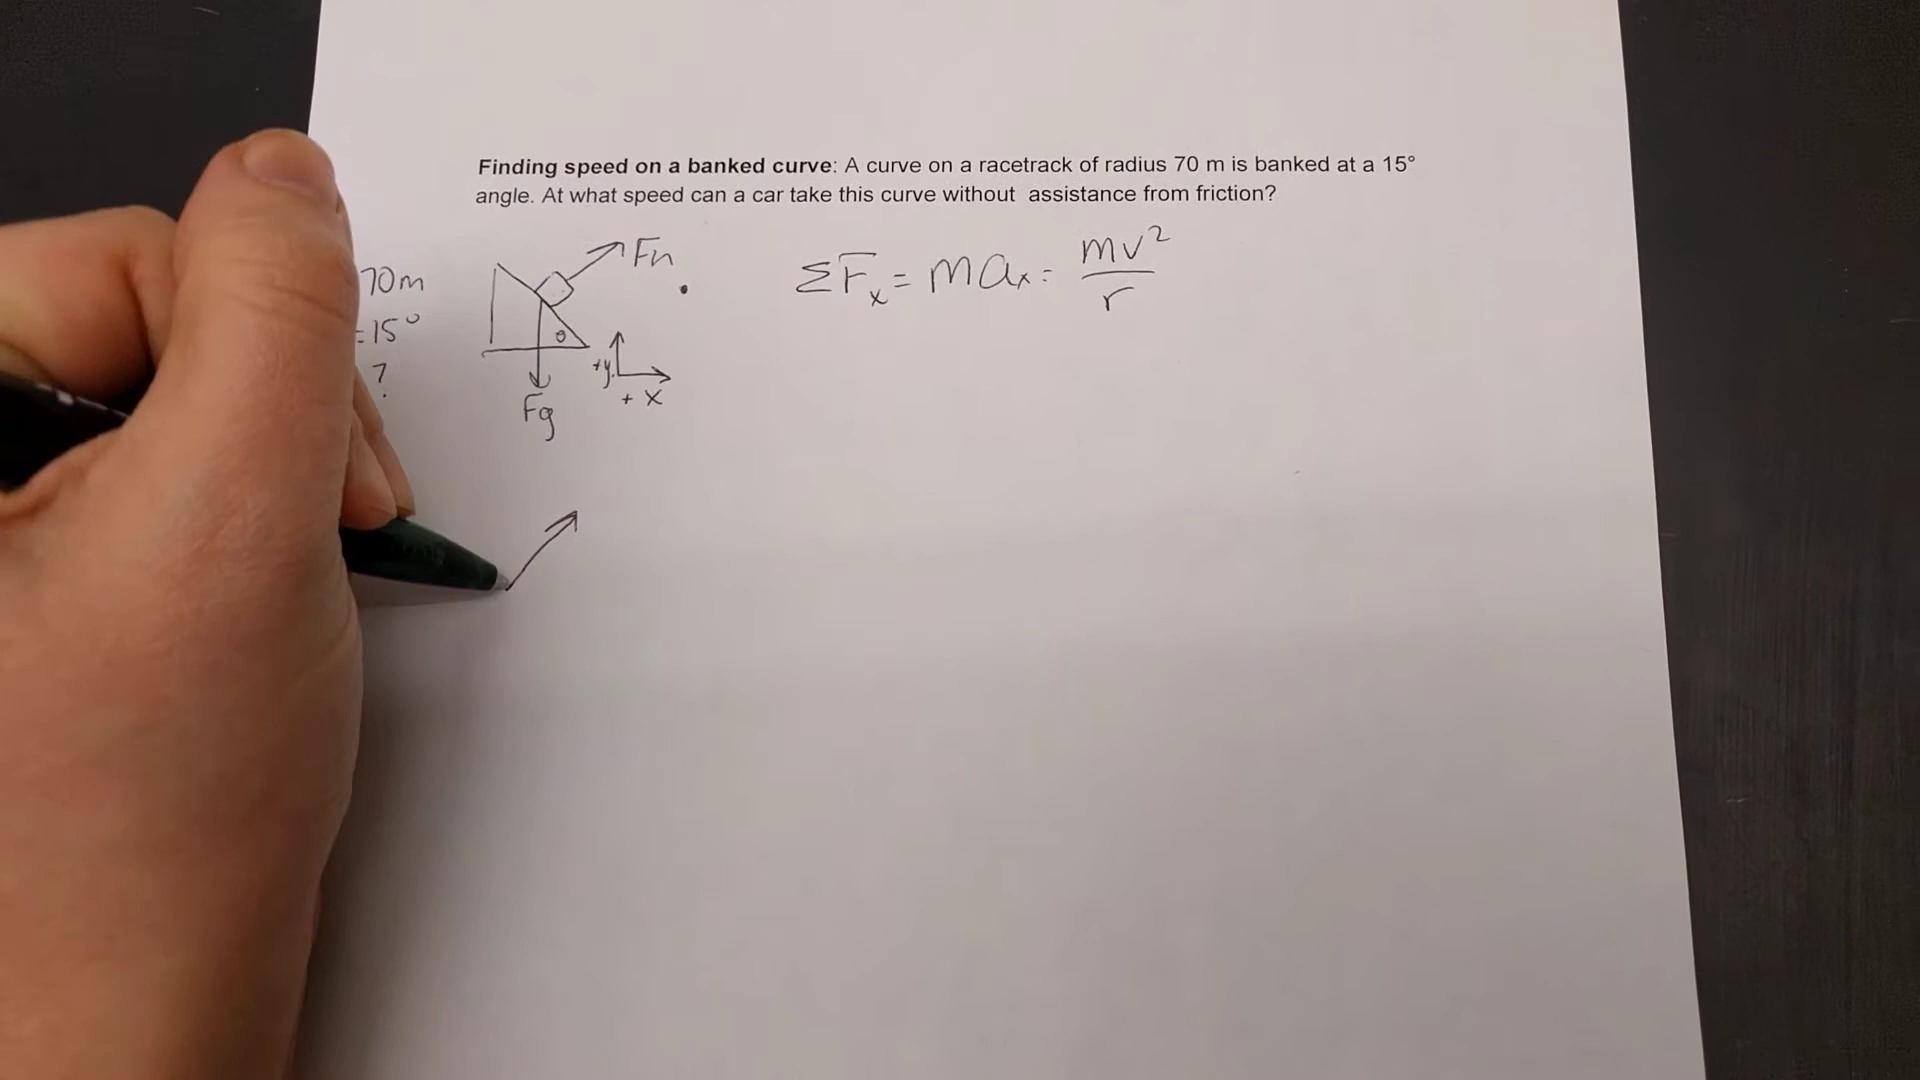 Finding speed on a banked curve: A curve on a racetrack of radius 70 m is banked at a 15°
angle. At what speed can a car take this curve without assistance from friction?
70m
=15°
?
Fn
θ
Fg
+y
+x
ΣFx = max = mv²/r